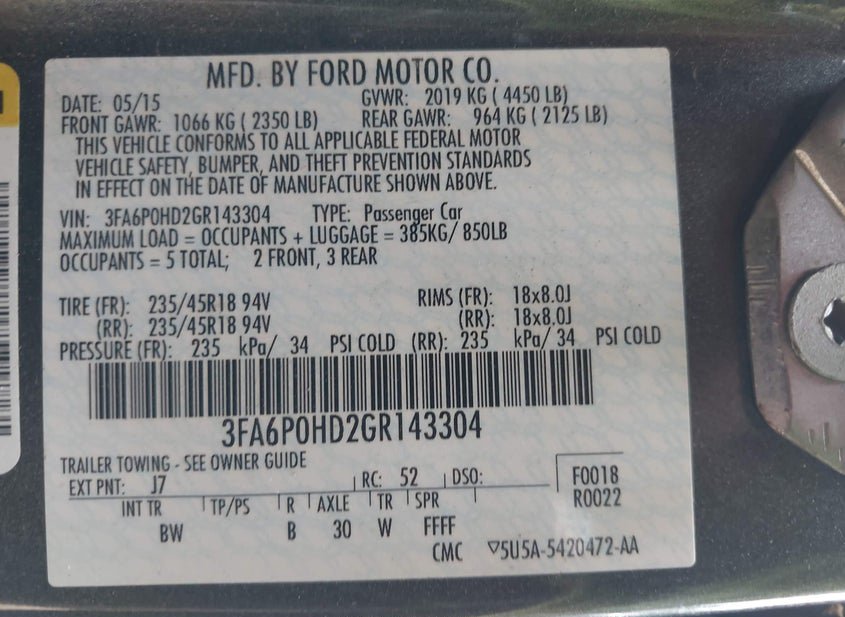 MFD. BY FORD MOTOR CO.
DATE: 05/15 GVWR: 2019 KG ( 4450 LB)
FRONT GAWR: 1066 KG ( 2350 LB) REAR GAWR: 964 KG ( 2125 LB)
THIS VEHICLE CONFORMS TO ALL APPLICABLE FEDERAL MOTOR
VEHICLE SAFETY, BUMPER, AND THEFT PREVENTION STANDARDS
IN EFFECT ON THE DATE OF MANUFACTURE SHOWN ABOVE.
VIN: 3FA6P0HD2GR143304 TYPE: Passenger Car
MAXIMUM LOAD = OCCUPANTS + LUGGAGE = 385KG/ 850LB
OCCUPANTS = 5 TOTAL; 2 FRONT, 3 REAR
TIRE (FR): 235/45R18 94V RIMS (FR): 18x8.0J
(RR): 235/45R18 94V (RR): 18x8.0J
PRESSURE (FR): 235 kPa/ 34 PSI COLD (RR): 235 kPa/ 34 PSI COLD
3FA6P0HD2GR143304
TRAILER TOWING - SEE OWNER GUIDE
EXT PNT: J7 RC: 52 DSO: F0018
INT TR TP/PS R AXLE TR SPR R0022
BW B 30 W FFFF
CMC ▽5U5A-5420472-AA